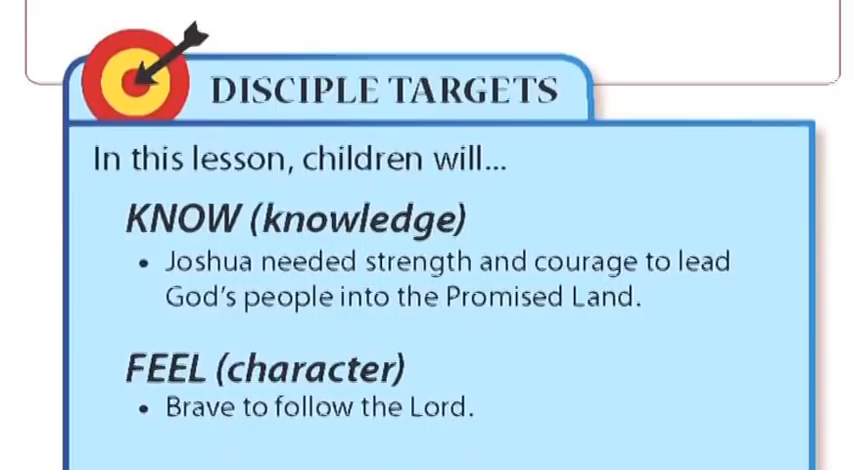 DISCIPLE TARGETS
In this lesson, children will...
KNOW (knowledge)
• Joshua needed strength and courage to lead
God's people into the Promised Land.
FEEL (character)
• Brave to follow the Lord.